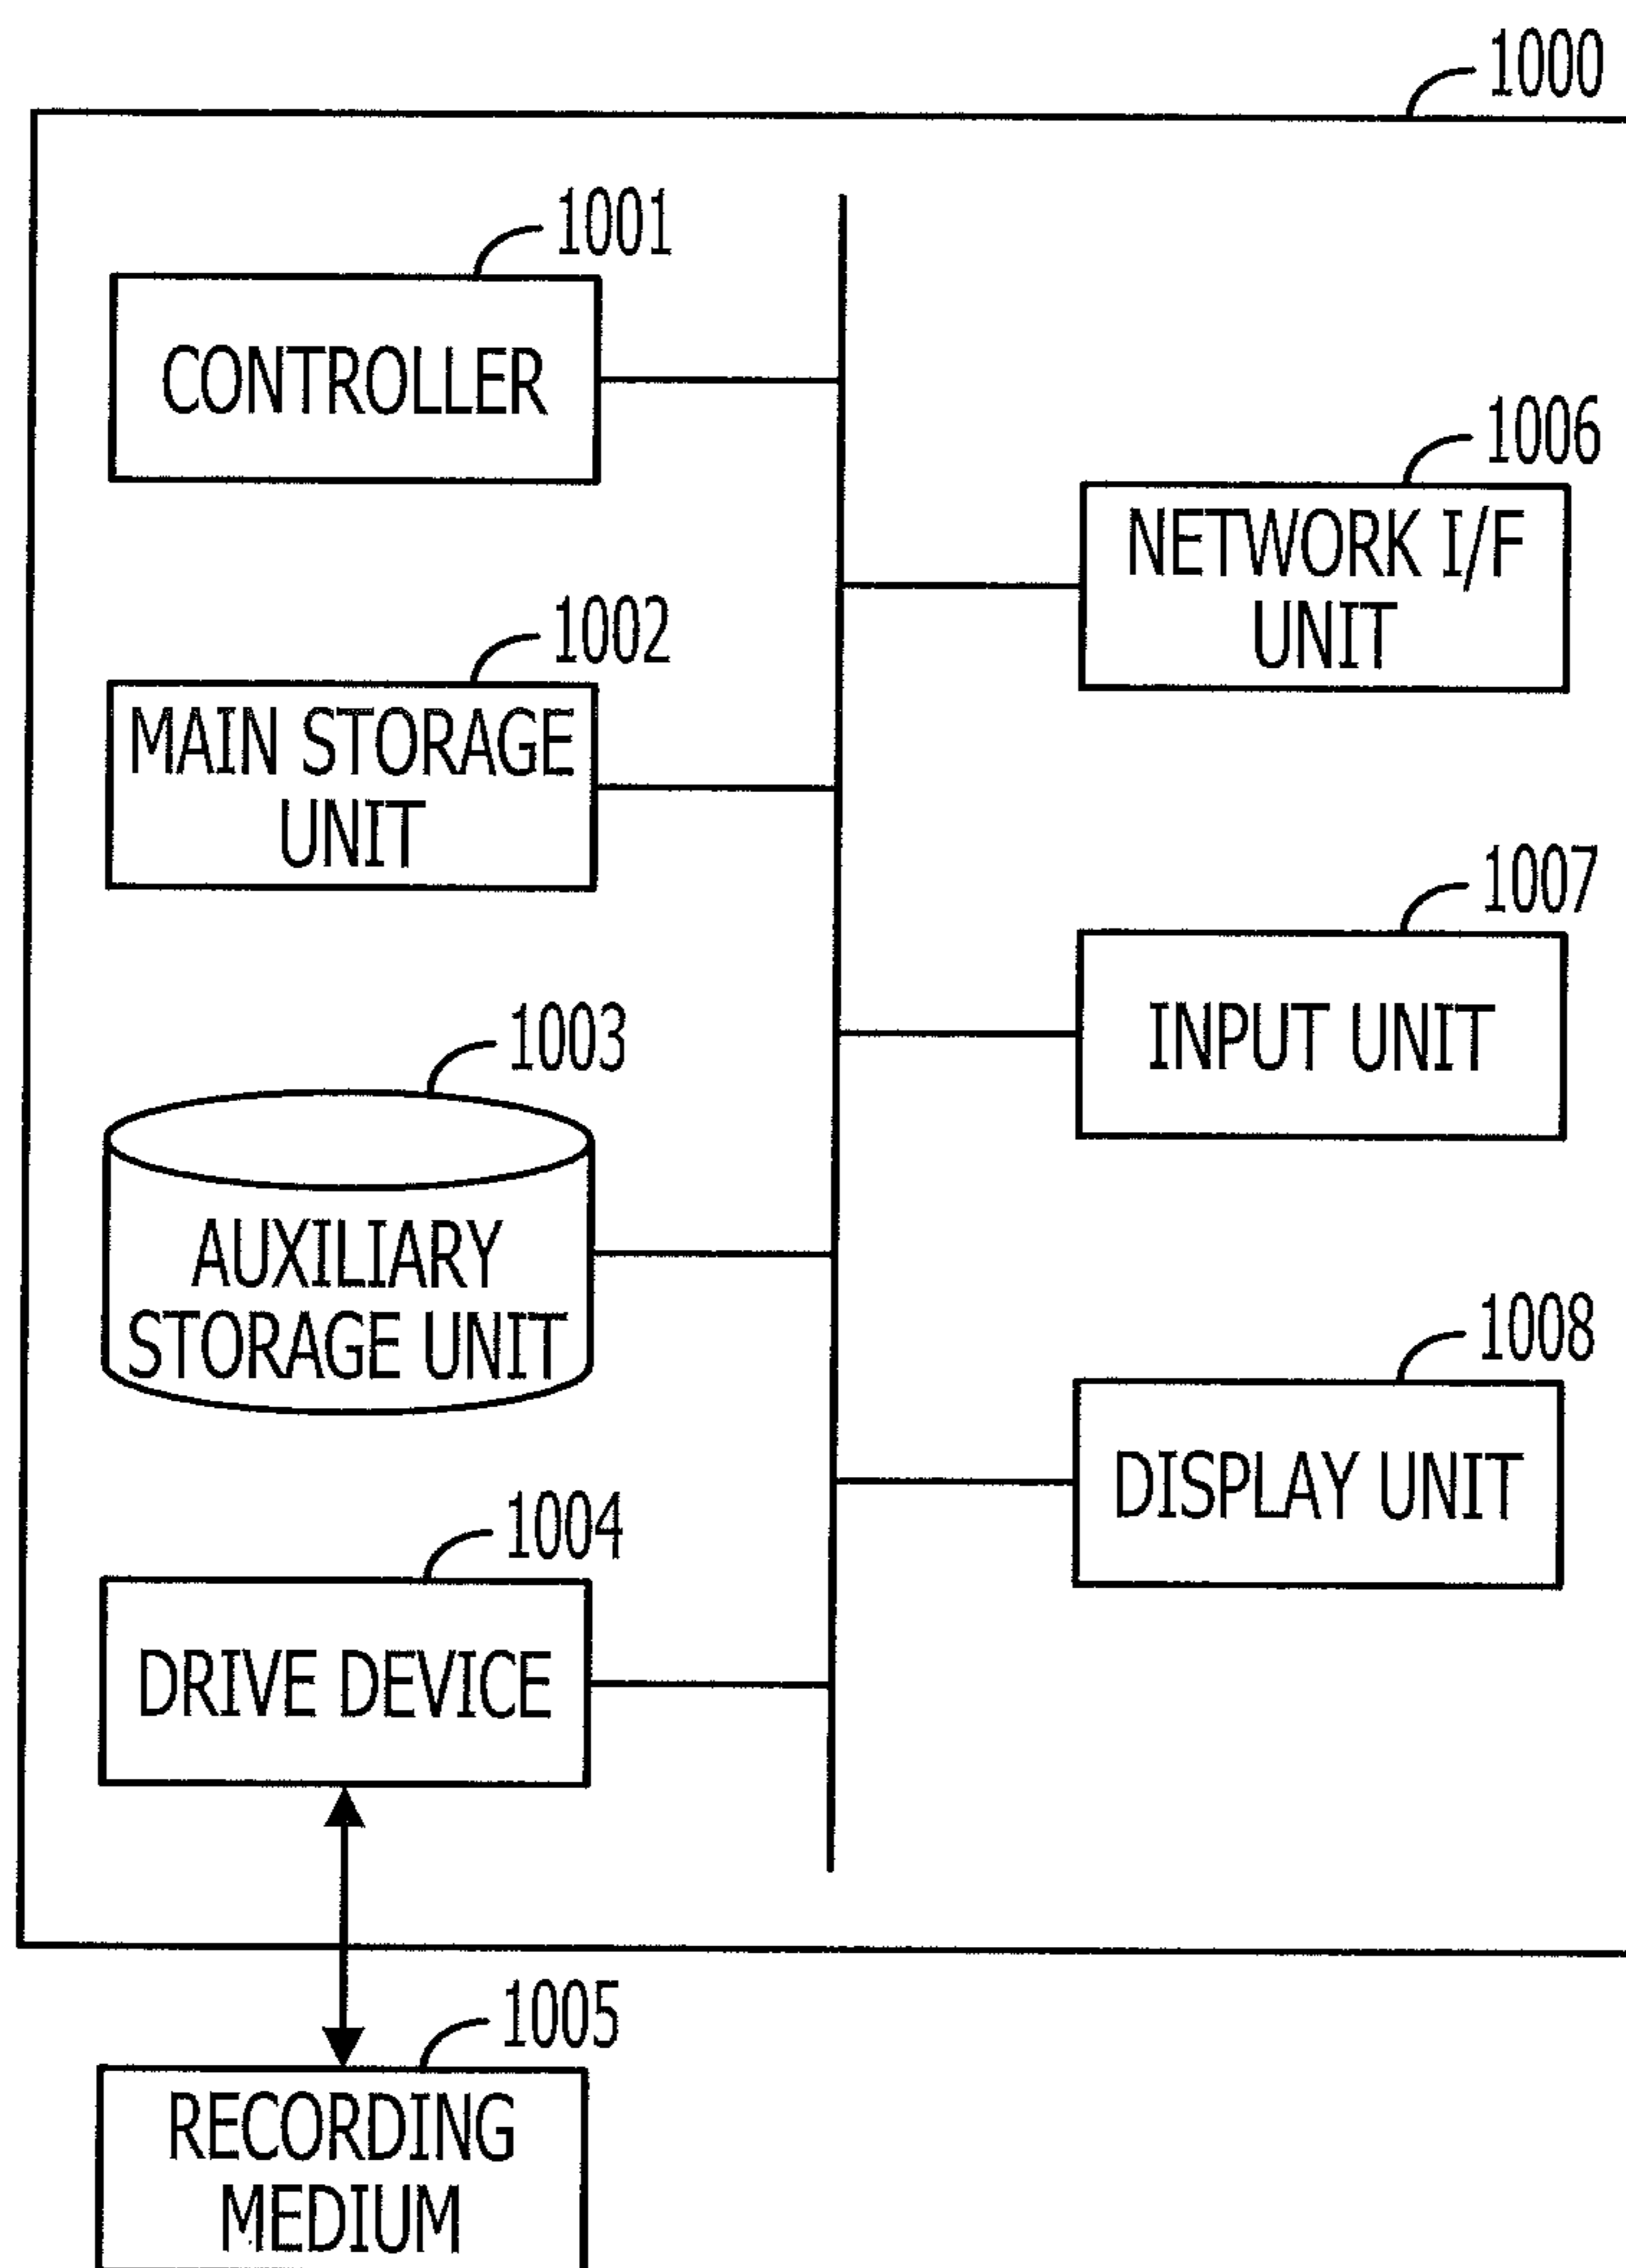 1000
1001
CONTROLLER
1006
NETWORK I/F
UNIT
1002
MAIN STORAGE
UNIT
1007
INPUT UNIT
1003
AUXILIARY
STORAGE UNIT
1008
DISPLAY UNIT
1004
DRIVE DEVICE
1005
RECORDING
MEDIUM